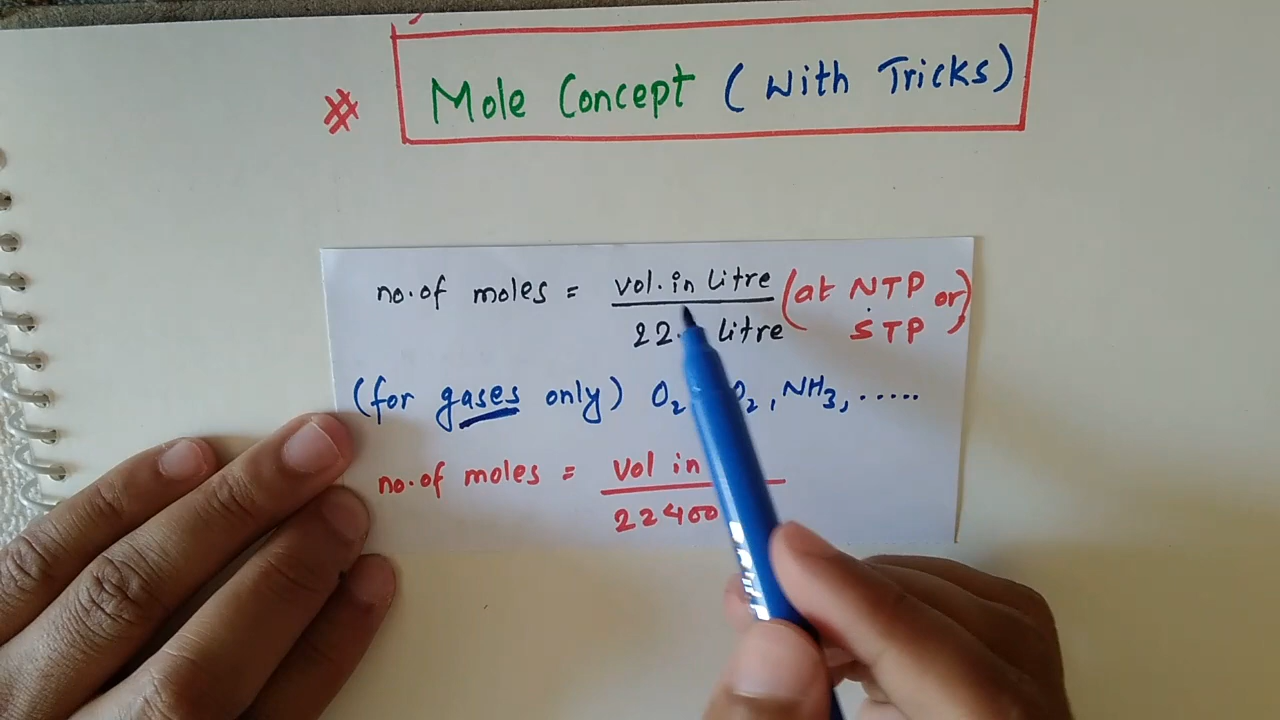 # Mole Concept (With Tricks)
no. of moles = vol. in litre / 22. litre (at NTP or STP)
(for gases only) O₂ O₂, NH₃, .....
no. of moles = vol in / 22400